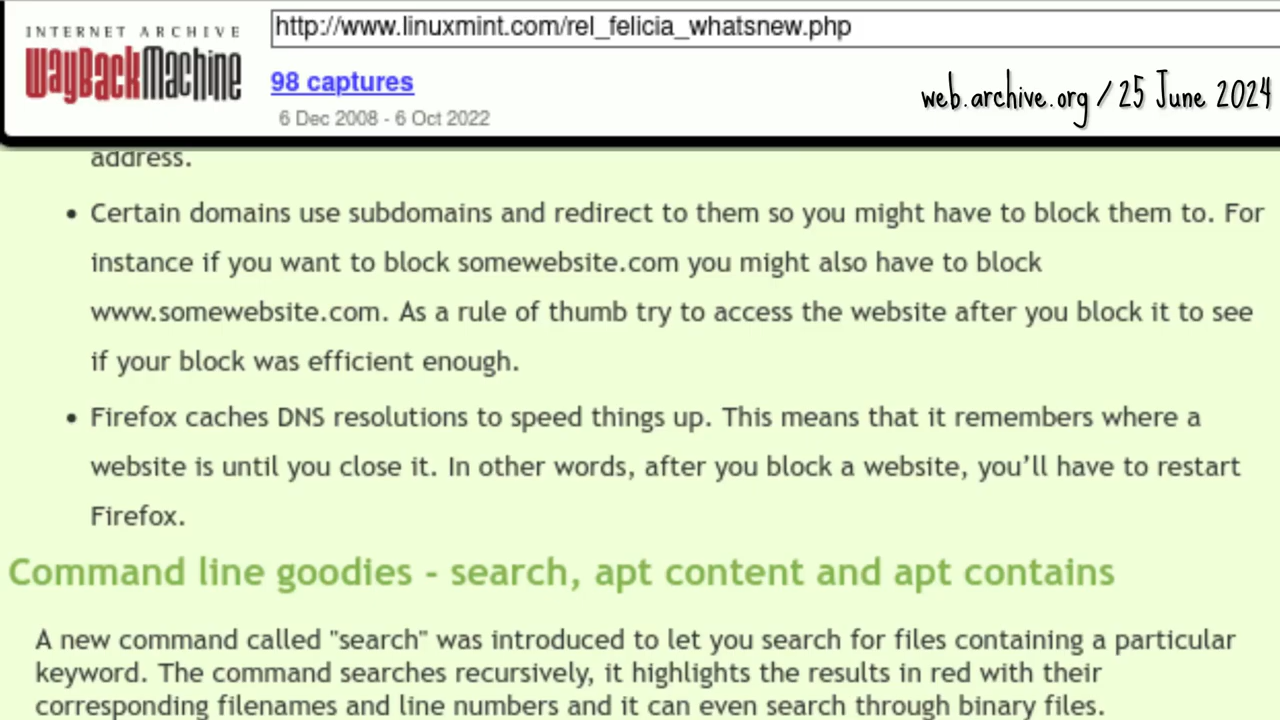 http://www.linuxmint.com/rel_felicia_whatsnew.php
INTERNET ARCHIVE
WayBackMachine
98 captures
6 Dec 2008 - 6 Oct 2022
web.archive.org / 25 June 2024
address.
• Certain domains use subdomains and redirect to them so you might have to block them to. For
instance if you want to block somewebsite.com you might also have to block
www.somewebsite.com. As a rule of thumb try to access the website after you block it to see
if your block was efficient enough.
• Firefox caches DNS resolutions to speed things up. This means that it remembers where a
website is until you close it. In other words, after you block a website, you’ll have to restart
Firefox.
Command line goodies - search, apt content and apt contains
A new command called "search" was introduced to let you search for files containing a particular
keyword. The command searches recursively, it highlights the results in red with their
corresponding filenames and line numbers and it can even search through binary files.